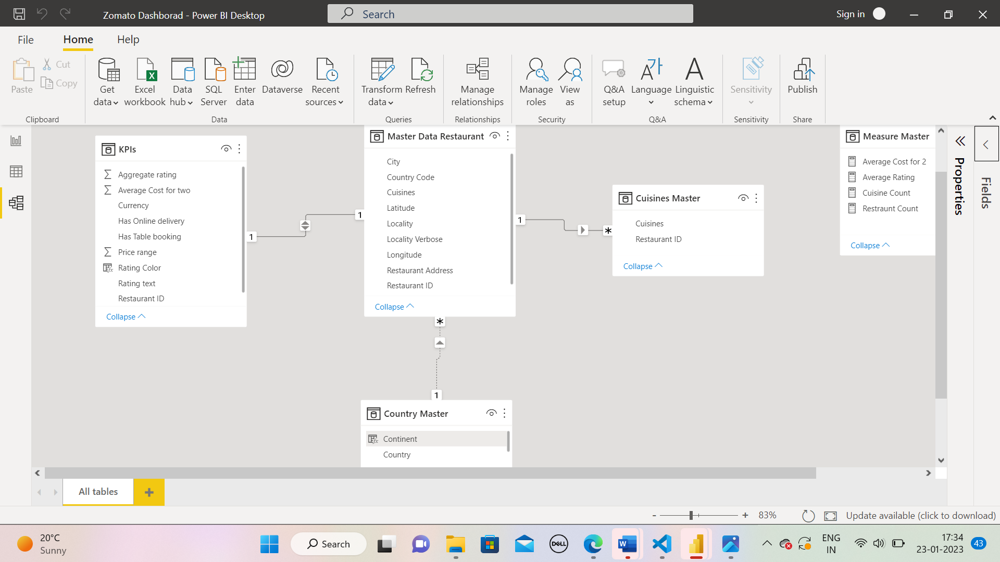 Zomato Dashborad - Power BI Desktop
Search
Sign in
File
Home
Help
Paste
Cut
Copy
Clipboard
Get data
Excel workbook
Data hub
SQL Server
Enter data
Dataverse
Recent sources
Data
Transform data
Refresh
Queries
Manage relationships
Relationships
Manage roles
View as
Security
Q&A setup
Language
Linguistic schema
Q&A
Sensitivity
Sensitivity
Publish
Share
KPIs
Aggregate rating
Average Cost for two
Currency
Has Online delivery
Has Table booking
Price range
Rating Color
Rating text
Restaurant ID
Collapse
1
1
Master Data Restaurant
City
Country Code
Cuisines
Latitude
Locality
Locality Verbose
Longitude
Restaurant Address
Restaurant ID
Collapse
1
*
*
1
Cuisines Master
Cuisines
Restaurant ID
Collapse
Measure Master
Average Cost for 2
Average Rating
Cuisine Count
Restraunt Count
Collapse
Country Master
Continent
Country
Properties
Fields
All tables
+
- + 83%
Update available (click to download)
20°C
Sunny
Search
DELL
ENG
IN
17:34
23-01-2023
43